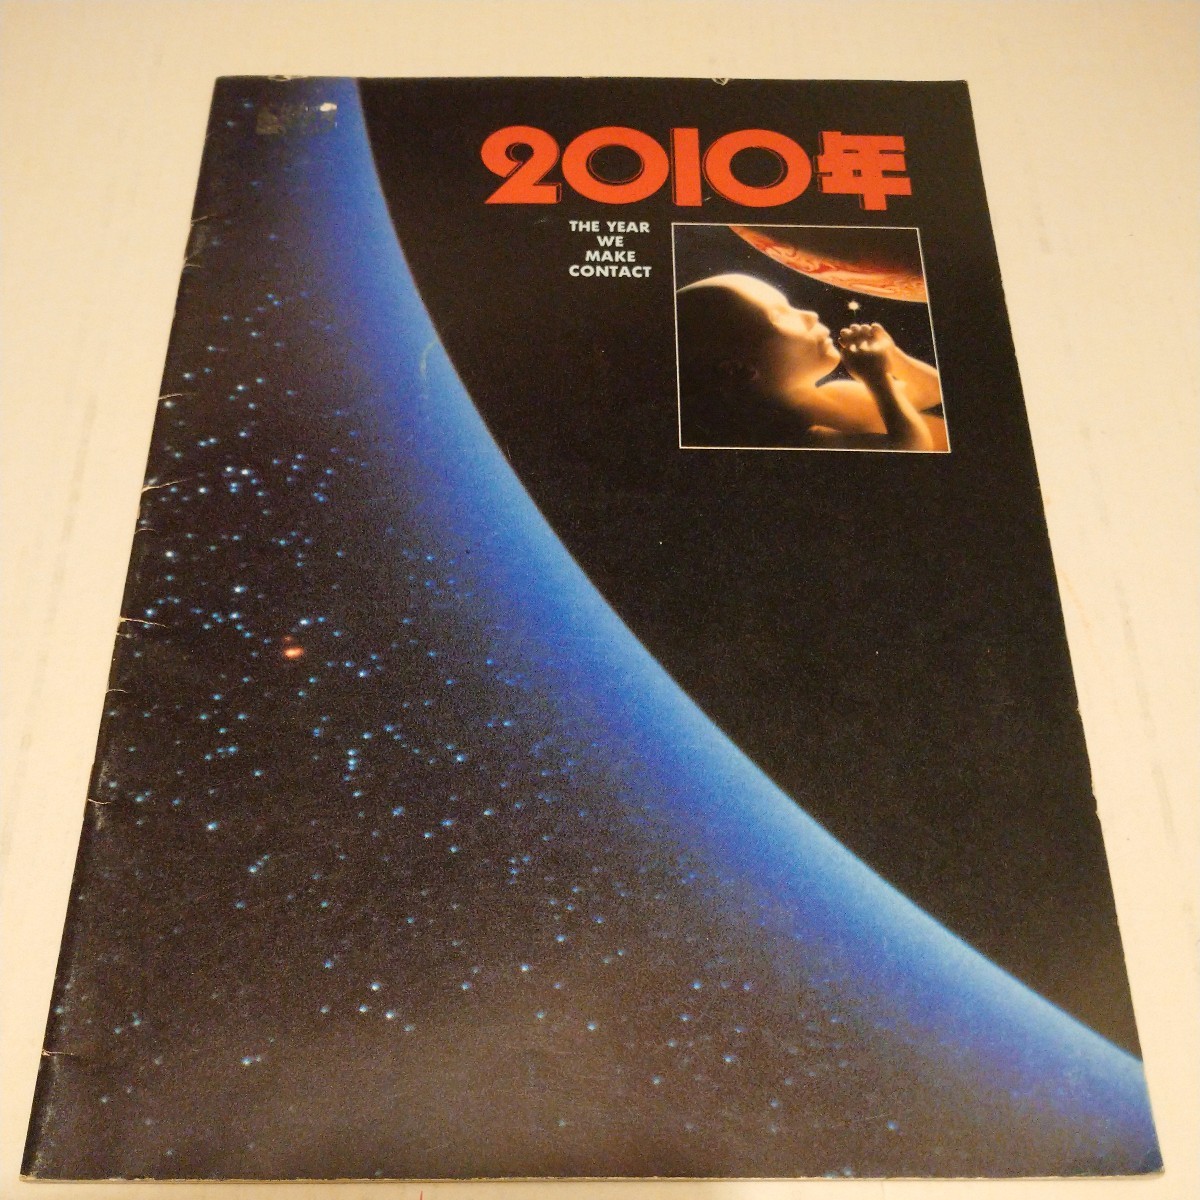 2010年
THE YEAR
WE
MAKE
CONTACT